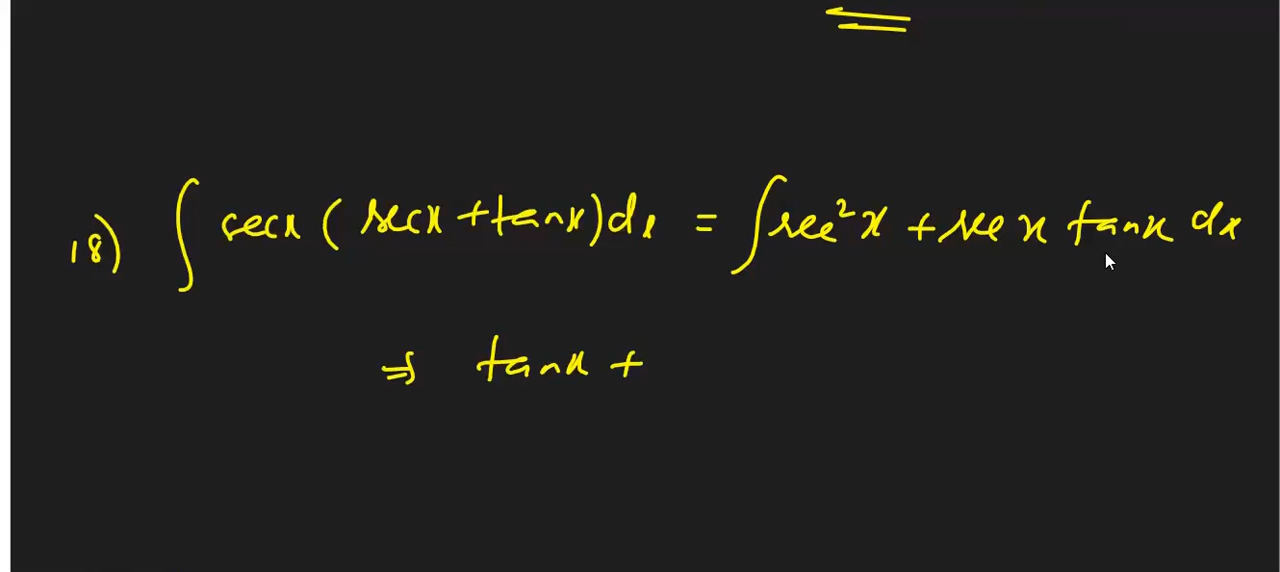 18) ∫ secx ( secx + tanx) dx = ∫ sec²x + sec x tanx dx
⇒ tanx +